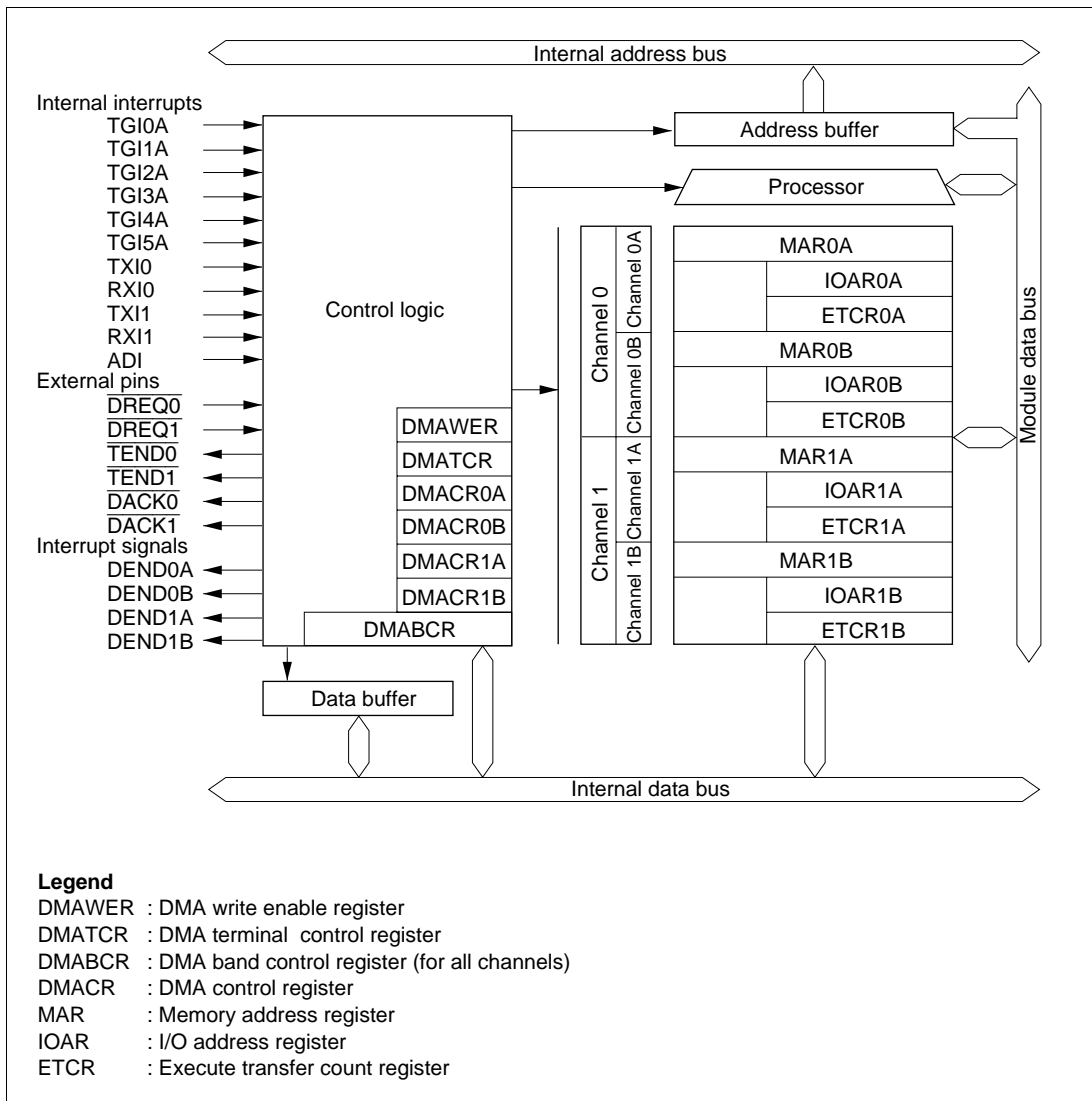 Internal address bus
Internal interrupts
TGI0A
TGI1A
TGI2A
TGI3A
TGI4A
TGI5A
TXI0
RXI0
TXI1
RXI1
ADI
External pins
DREQ0
DREQ1
TEND0
TEND1
DACK0
DACK1
Interrupt signals
DEND0A
DEND0B
DEND1A
DEND1B
Control logic
DMAWER
DMATCR
DMACR0A
DMACR0B
DMACR1A
DMACR1B
DMABCR
Data buffer
Address buffer
Processor
Channel 0
Channel 0A
Channel 0B
Channel 1
Channel 1A
Channel 1B
MAR0A
IOAR0A
ETCR0A
MAR0B
IOAR0B
ETCR0B
MAR1A
IOAR1A
ETCR1A
MAR1B
IOAR1B
ETCR1B
Module data bus
Internal data bus
Legend
DMAWER : DMA write enable register
DMATCR : DMA terminal control register
DMABCR : DMA band control register (for all channels)
DMACR : DMA control register
MAR : Memory address register
IOAR : I/O address register
ETCR : Execute transfer count register